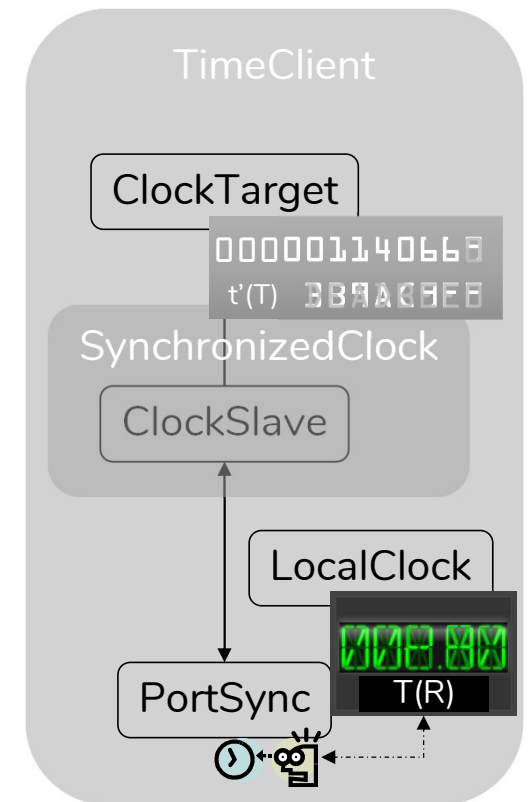 TimeClient
ClockTarget
t'(T)
SynchronizedClock
ClockSlave
LocalClock
T(R)
PortSync